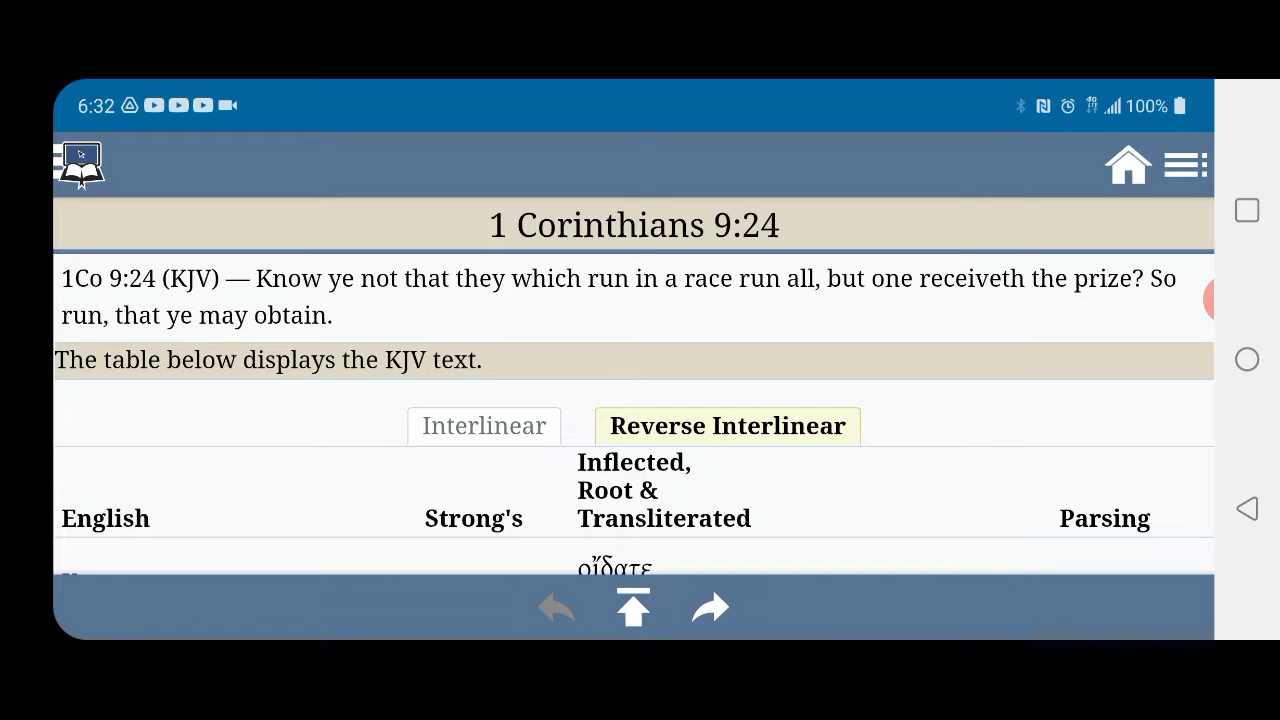 6:32
100%
1 Corinthians 9:24
1Co 9:24 (KJV) — Know ye not that they which run in a race run all, but one receiveth the prize? So
run, that ye may obtain.
The table below displays the KJV text.
Interlinear Reverse Interlinear
Inflected,
Root &
English Strong's Transliterated Parsing
οἴδατε